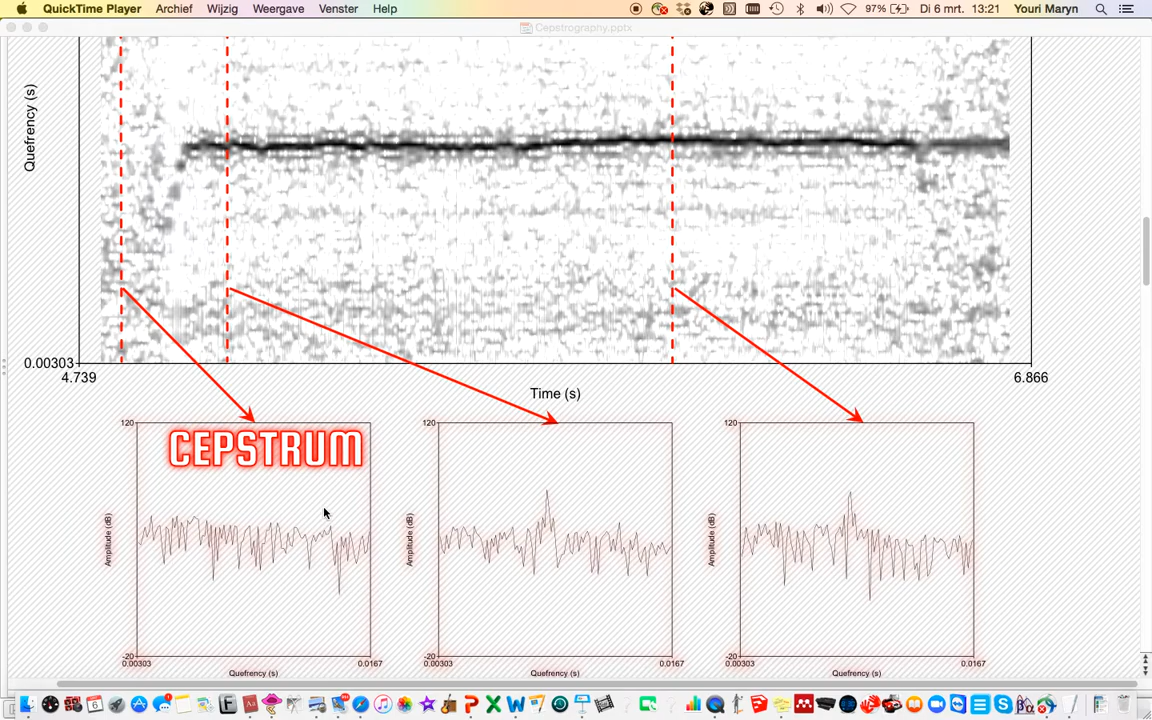 QuickTime Player Archief Wijzig Weergave Venster Help 97% Di 6 mrt. 13:21 Youri Maryn
Cepstrography.pptx
Quefrency (s)
0.00303
4.739 6.866
Time (s)
120 120 120
CEPSTRUM
Amplitude (dB) Amplitude (dB) Amplitude (dB)
-20 -20 -20
0.00303 0.0167 0.00303 0.0167 0.00303 0.0167
Quefrency (s) Quefrency (s) Quefrency (s)